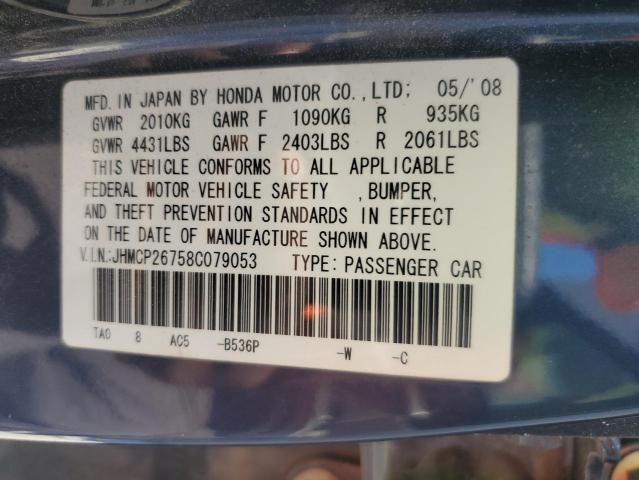 MFD. IN JAPAN BY HONDA MOTOR CO.,LTD; 05/'08
GVWR 2010KG GAWR F 1090KG R 935KG
GVWR 4431LBS GAWR F 2403LBS R 2061LBS
THIS VEHICLE CONFORMS TO ALL APPLICABLE
FEDERAL MOTOR VEHICLE SAFETY ,BUMPER,
AND THEFT PREVENTION STANDARDS IN EFFECT
ON THE DATE OF MANUFACTURE SHOWN ABOVE.
V.I.N.:JHMCP26758C079053 TYPE:PASSENGER CAR
TA0 8 AC5 -B536P -W -C